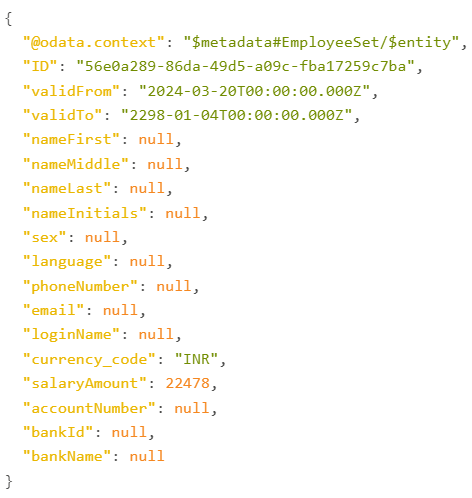 {
  "@odata.context": "$metadata#EmployeeSet/$entity",
  "ID": "56e0a289-86da-49d5-a09c-fba17259c7ba",
  "validFrom": "2024-03-20T00:00:00.000Z",
  "validTo": "2298-01-04T00:00:00.000Z",
  "nameFirst": null,
  "nameMiddle": null,
  "nameLast": null,
  "nameInitials": null,
  "sex": null,
  "language": null,
  "phoneNumber": null,
  "email": null,
  "loginName": null,
  "currency_code": "INR",
  "salaryAmount": 22478,
  "accountNumber": null,
  "bankId": null,
  "bankName": null
}